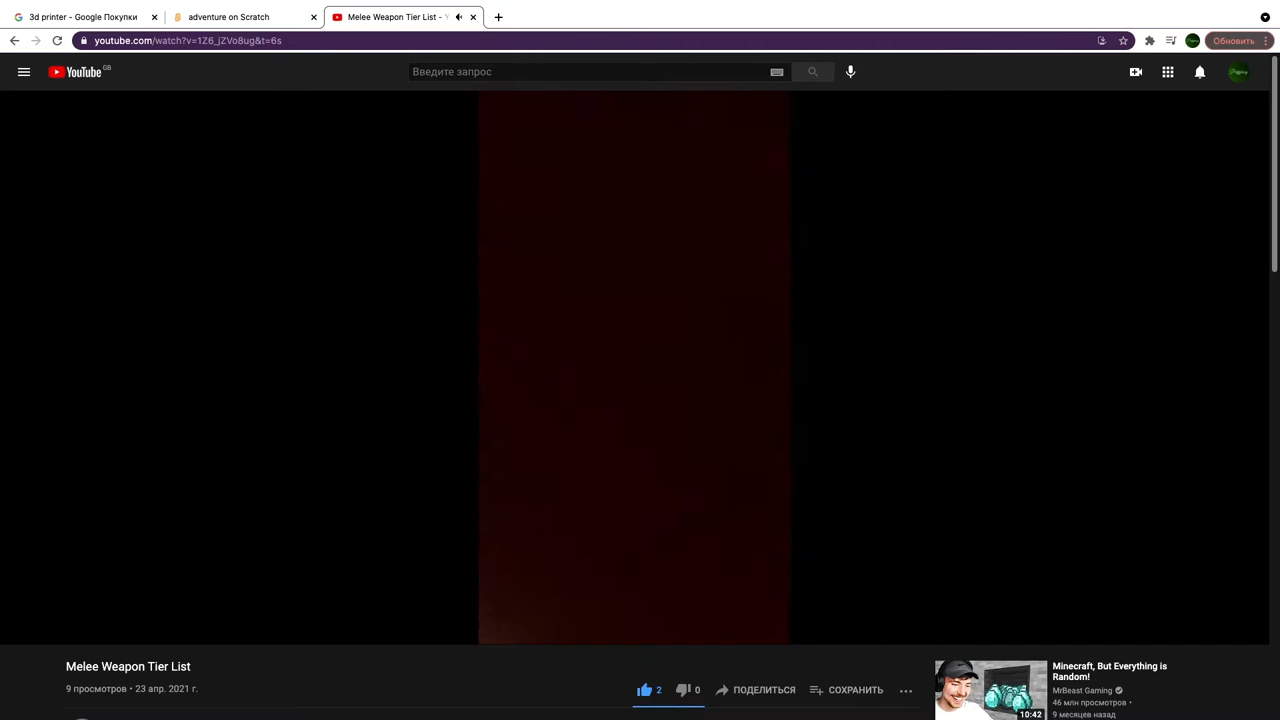 3d printer - Google Покупки
adventure on Scratch
Melee Weapon Tier List -
youtube.com/watch?v=1Z6_jZVo8ug&t=6s
Обновить
YouTube GB
Введите запрос
Melee Weapon Tier List
9 просмотров • 23 апр. 2021 г.
2
0
ПОДЕЛИТЬСЯ
СОХРАНИТЬ
Minecraft, But Everything is
Random!
MrBeast Gaming
46 млн просмотров •
9 месяцев назад
10:42